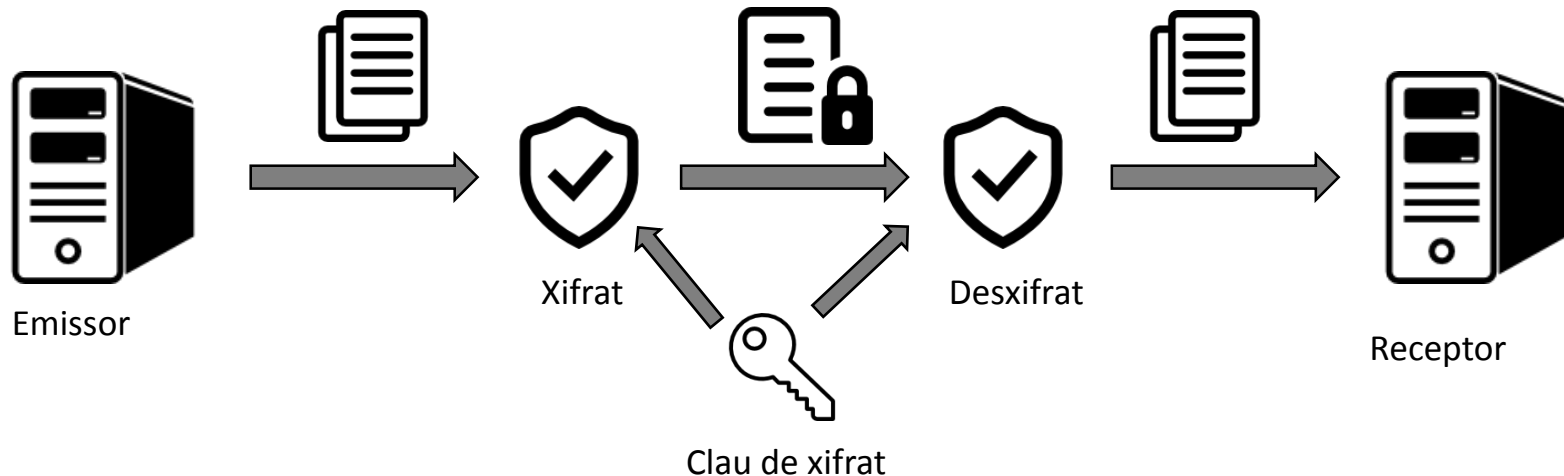 Emissor
Xifrat
Desxifrat
Receptor
Clau de xifrat